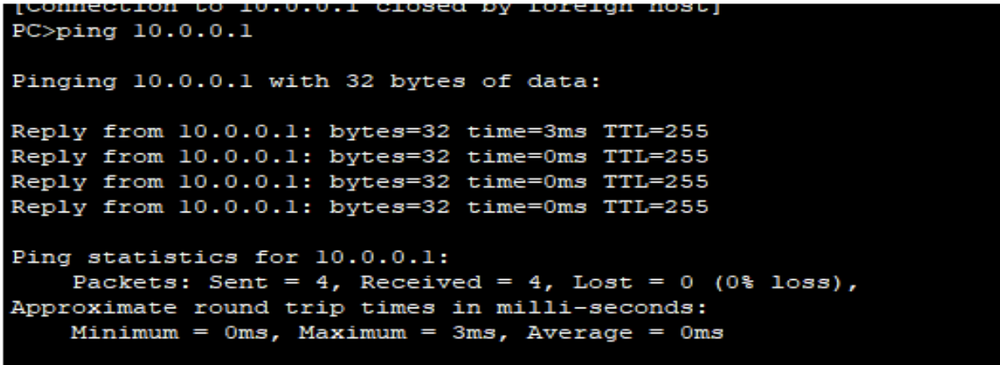 [Connection to 10.0.0.1 closed by foreign host]
PC>ping 10.0.0.1
Pinging 10.0.0.1 with 32 bytes of data:
Reply from 10.0.0.1: bytes=32 time=3ms TTL=255
Reply from 10.0.0.1: bytes=32 time=0ms TTL=255
Reply from 10.0.0.1: bytes=32 time=0ms TTL=255
Reply from 10.0.0.1: bytes=32 time=0ms TTL=255
Ping statistics for 10.0.0.1:
    Packets: Sent = 4, Received = 4, Lost = 0 (0% loss),
Approximate round trip times in milli-seconds:
    Minimum = 0ms, Maximum = 3ms, Average = 0ms